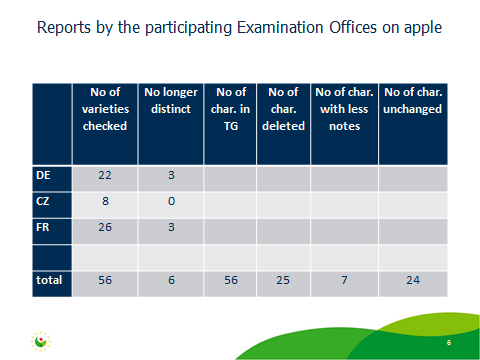 Reports by the participating Examination Offices on apple
No of varieties checked No longer distinct No of char. in TG No of char. deleted No of char. with less notes No of char. unchanged
DE 22 3
CZ 8 0
FR 26 3
total 56 6 56 25 7 24
6